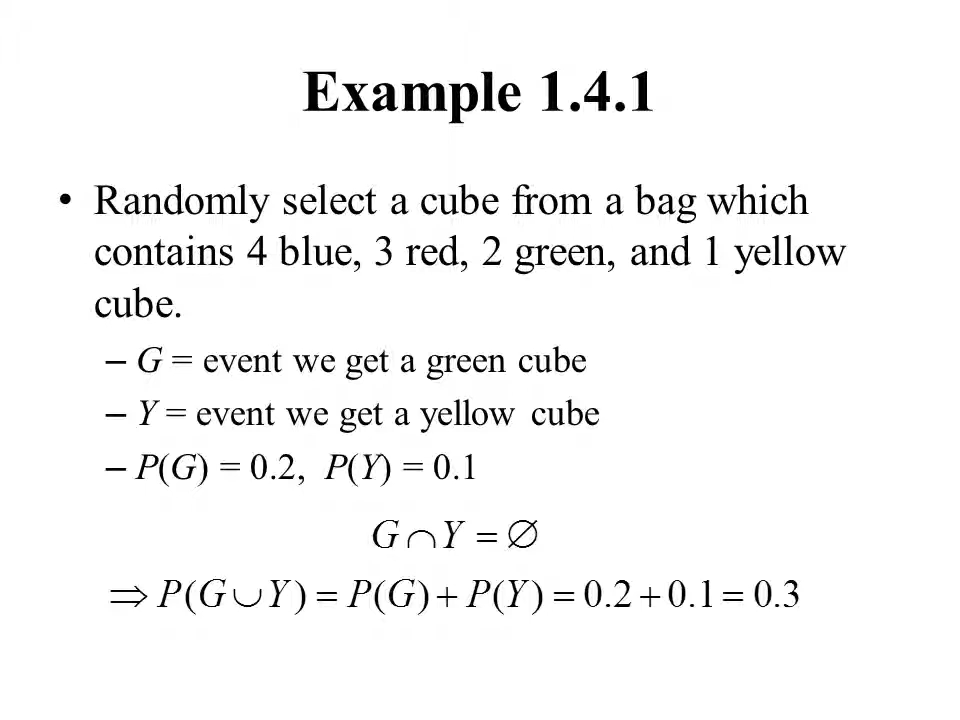 Example 1.4.1
• Randomly select a cube from a bag which
contains 4 blue, 3 red, 2 green, and 1 yellow
cube.
– G = event we get a green cube
– Y = event we get a yellow cube
– P(G) = 0.2, P(Y) = 0.1
G ∩ Y = ∅
⇒ P(G ∪ Y) = P(G) + P(Y) = 0.2 + 0.1 = 0.3